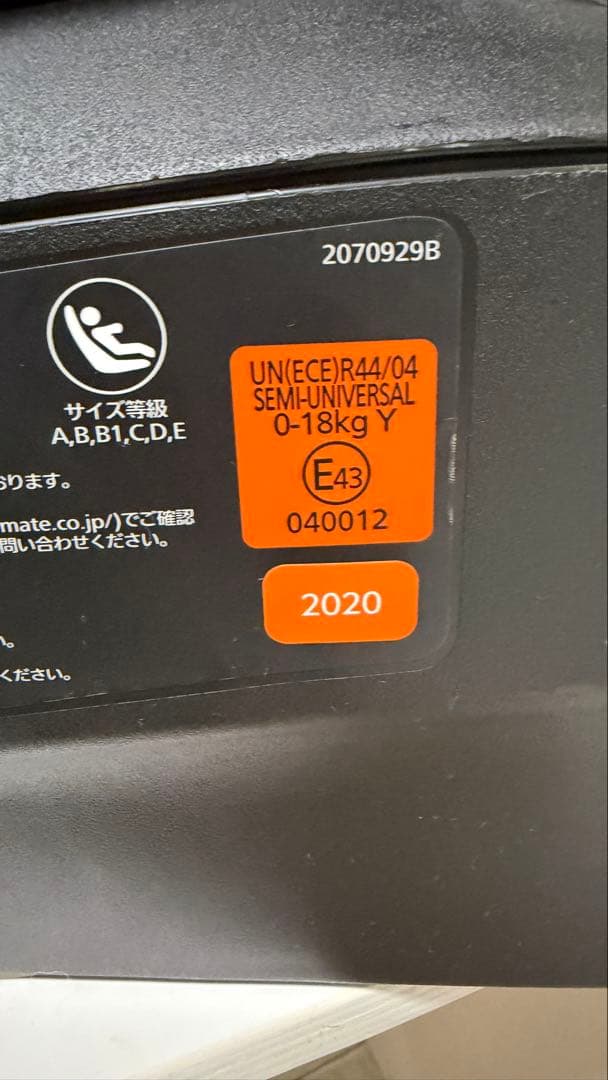 2070929B
サイズ等級
A,B,B1,C,D,E
ります。
mate.co.jp/)でご確認
問い合わせください。
い。
ください。
UN(ECE)R44/04
SEMI-UNIVERSAL
0-18kg Y
E43
040012
2020